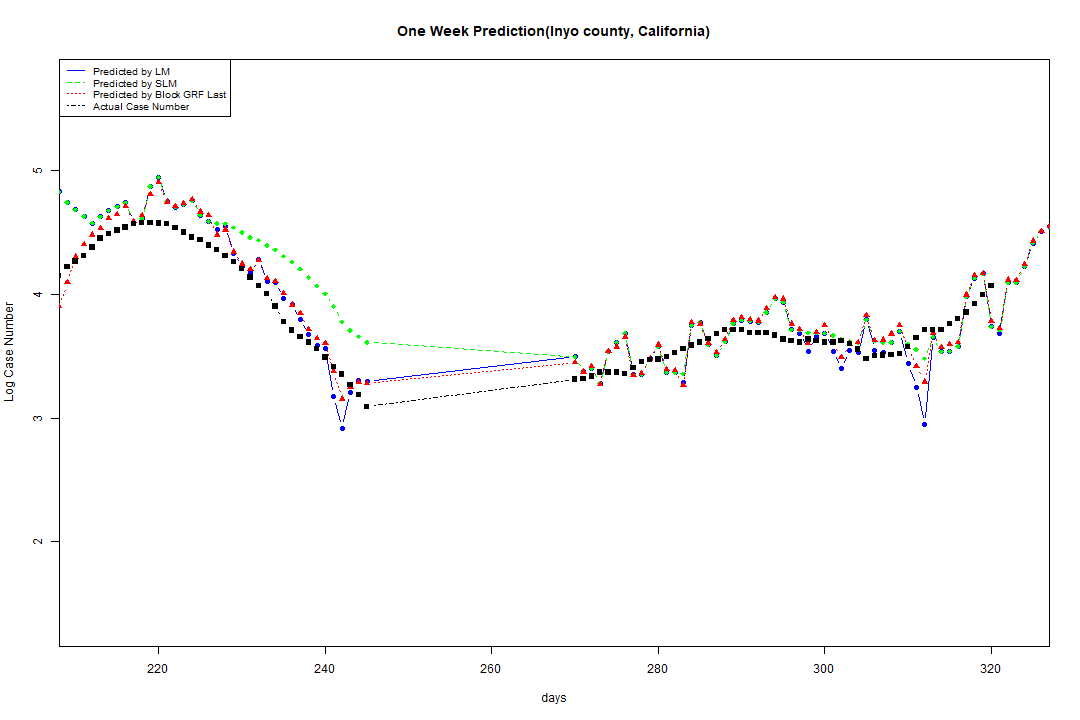 One Week Prediction(Inyo county, California)
Predicted by LM
Predicted by SLM
Predicted by Block GRF Last
Actual Case Number
5
4
3
2
Log Case Number
220 240 260 280 300 320
days